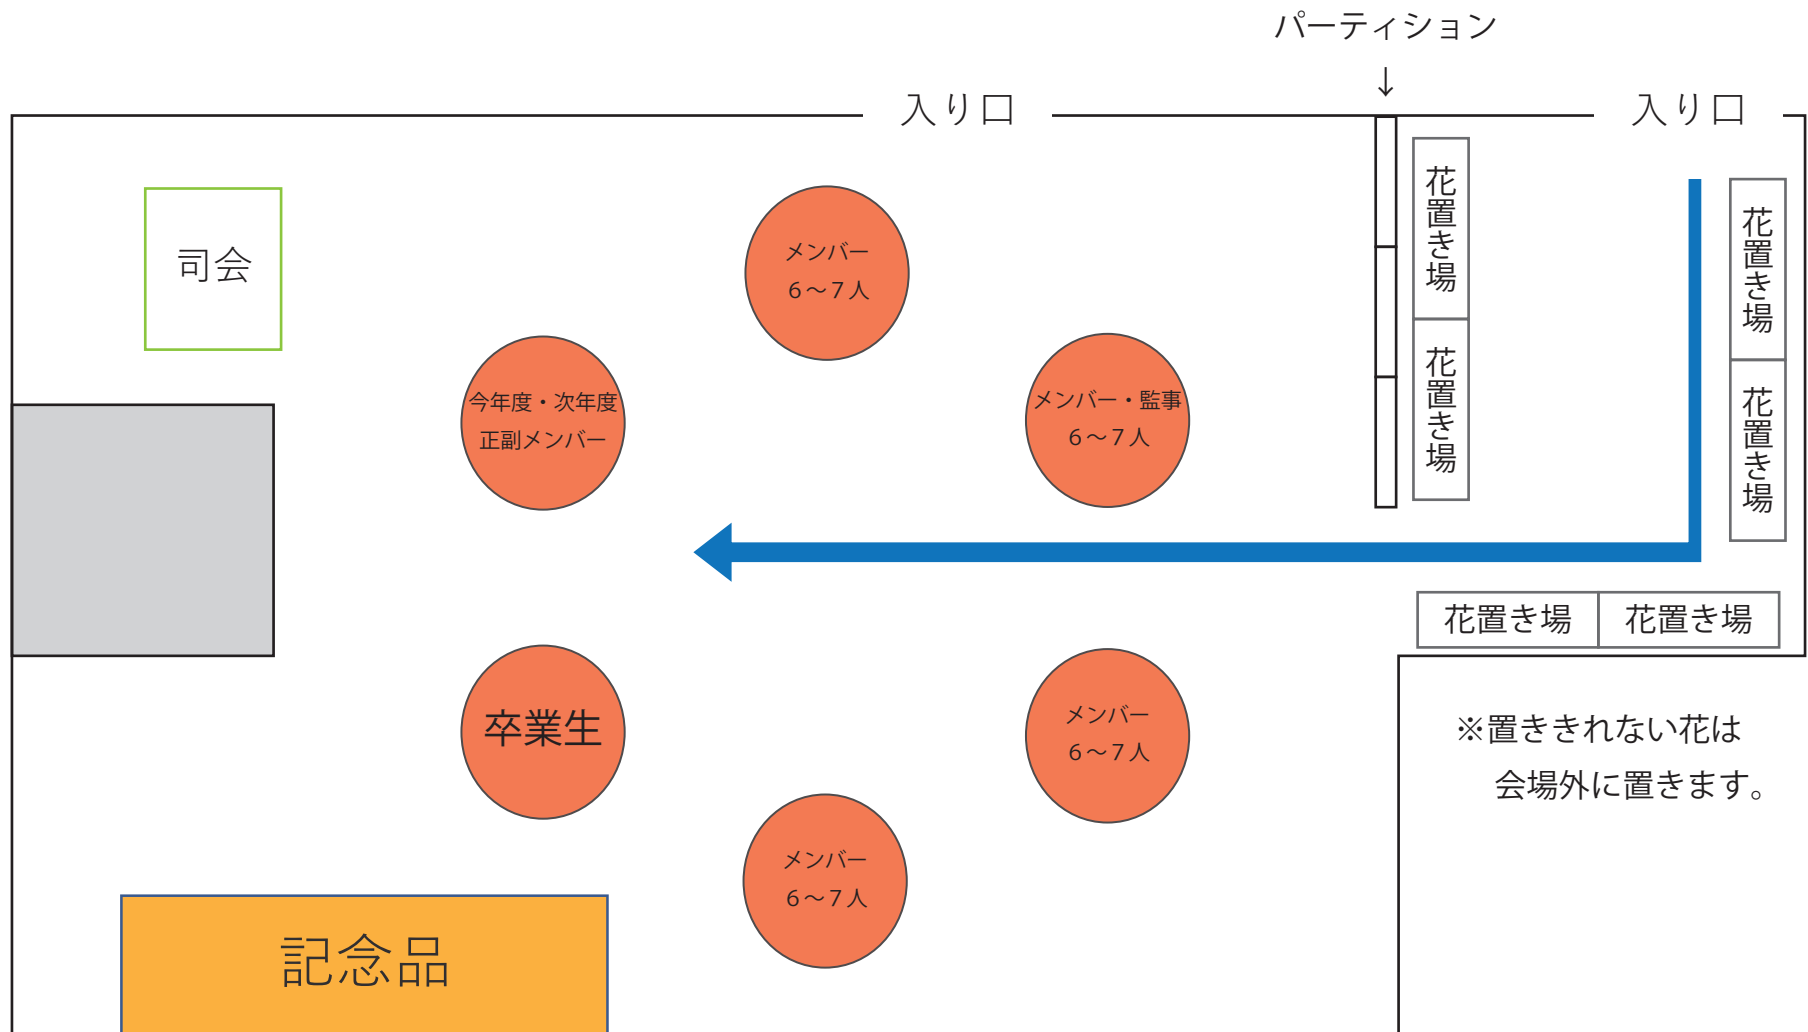 パーティション
↓
入り口
入り口
司会
メンバー
6〜7人
花置き場
花置き場
今年度・次年度
正副メンバー
メンバー・監事
6〜7人
花置き場
花置き場
花置き場
花置き場
卒業生
メンバー
6〜7人
※置ききれない花は
会場外に置きます。
メンバー
6〜7人
記念品